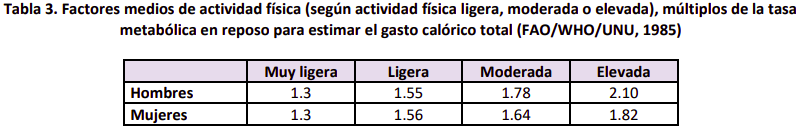 Tabla 3. Factores medios de actividad física (según actividad física ligera, moderada o elevada), múltiplos de la tasa
metabólica en reposo para estimar el gasto calórico total (FAO/WHO/UNU, 1985)
Muy ligera Ligera Moderada Elevada
Hombres 1.3 1.55 1.78 2.10
Mujeres 1.3 1.56 1.64 1.82